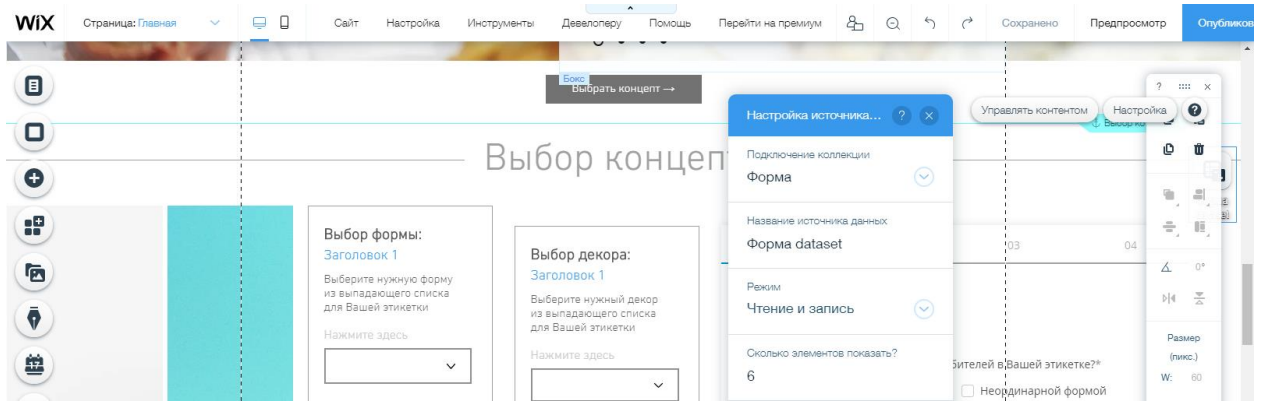 WiX
Страница: Главная
Сайт
Настройка
Инструменты
Девелоперу
Помощь
Перейти на премиум
Сохранено
Предпросмотр
Опубликов
Бокс
Выбрать концепт →
Настройка источника...
?
Управлять контентом
Настройка
?
?
Подключение коллекции
Форма
Выбор концеп
Название источника данных
Форма dataset
03
04
0°
Выбор формы:
Заголовок 1
Выберите нужную форму
из выпадающего списка
для Вашей этикетки
Нажмите здесь
Выбор декора:
Заголовок 1
Выберите нужный декор
из выпадающего списка
для Вашей этикетки
Нажмите здесь
Режим
Чтение и запись
Сколько элементов показать?
6
бителей в Вашей этикетке?*
Неординарной формой
Размер
(пикс.)
W: 60